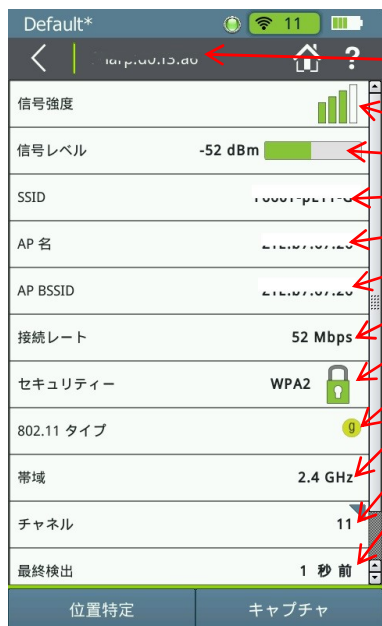 Default*
11
?
信号強度
信号レベル -52 dBm
SSID
AP 名
AP BSSID
接続レート 52 Mbps
セキュリティー WPA2
802.11 タイプ g
帯域 2.4 GHz
チャネル 11
最終検出 1 秒 前
位置特定 キャプチャ